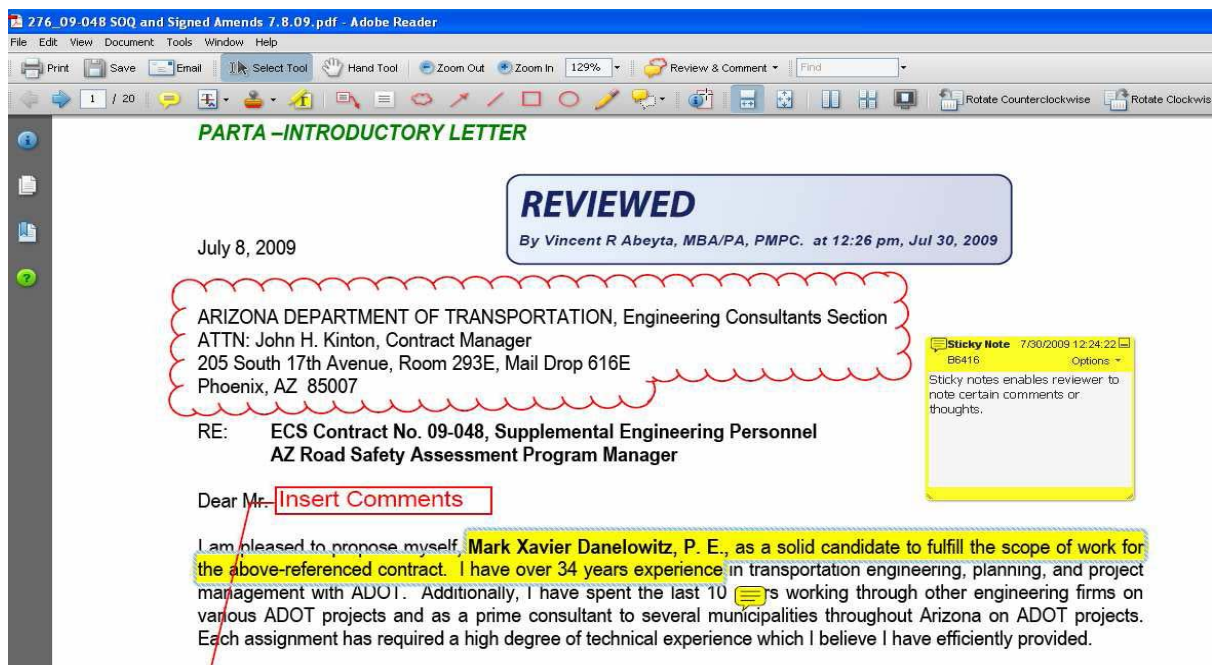 276_09-048 SOQ and Signed Amends 7.8.09.pdf - Adobe Reader
File Edit View Document Tools Window Help
Print Save Email Select Tool Hand Tool Zoom Out Zoom In 129% Review & Comment Find
1 / 20 Rotate Counterclockwise Rotate Clockwis
PARTA –INTRODUCTORY LETTER
REVIEWED
By Vincent R Abeyta, MBA/PA, PMPC. at 12:26 pm, Jul 30, 2009
July 8, 2009
ARIZONA DEPARTMENT OF TRANSPORTATION, Engineering Consultants Section
ATTN: John H. Kinton, Contract Manager
205 South 17th Avenue, Room 293E, Mail Drop 616E
Phoenix, AZ 85007
Sticky Note 7/30/2009 12:24:22
B6416 Options
Sticky notes enables reviewer to
note certain comments or
thoughts.
RE: ECS Contract No. 09-048, Supplemental Engineering Personnel
AZ Road Safety Assessment Program Manager
Dear Mr. Insert Comments
I am pleased to propose myself, Mark Xavier Danelowitz, P. E., as a solid candidate to fulfill the scope of work for
the above-referenced contract. I have over 34 years experience in transportation engineering, planning, and project
management with ADOT. Additionally, I have spent the last 10 rs working through other engineering firms on
various ADOT projects and as a prime consultant to several municipalities throughout Arizona on ADOT projects.
Each assignment has required a high degree of technical experience which I believe I have efficiently provided.